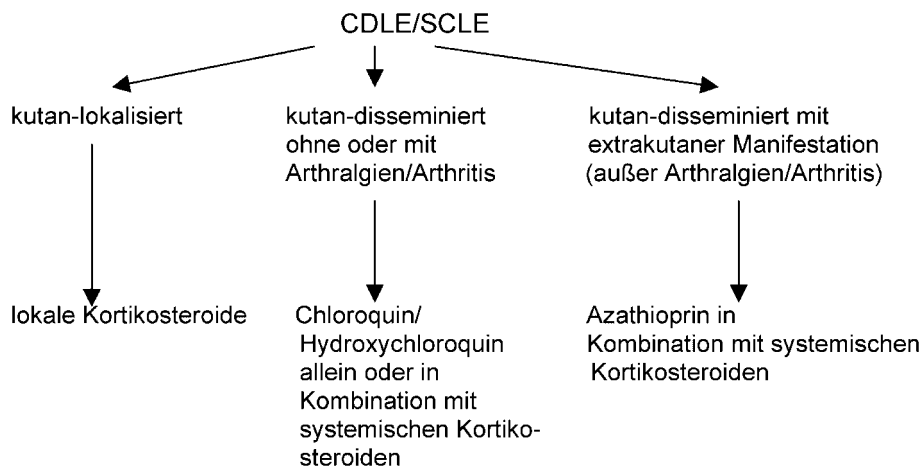 CDLE/SCLE
kutan-lokalisiert
kutan-disseminiert
ohne oder mit
Arthralgien/Arthritis
kutan-disseminiert mit
extrakutaner Manifestation
(außer Arthralgien/Arthritis)
lokale Kortikosteroide
Chloroquin/
Hydroxychloroquin
allein oder in
Kombination mit
systemischen Kortiko-
steroiden
Azathioprin in
Kombination mit systemischen
Kortikosteroiden